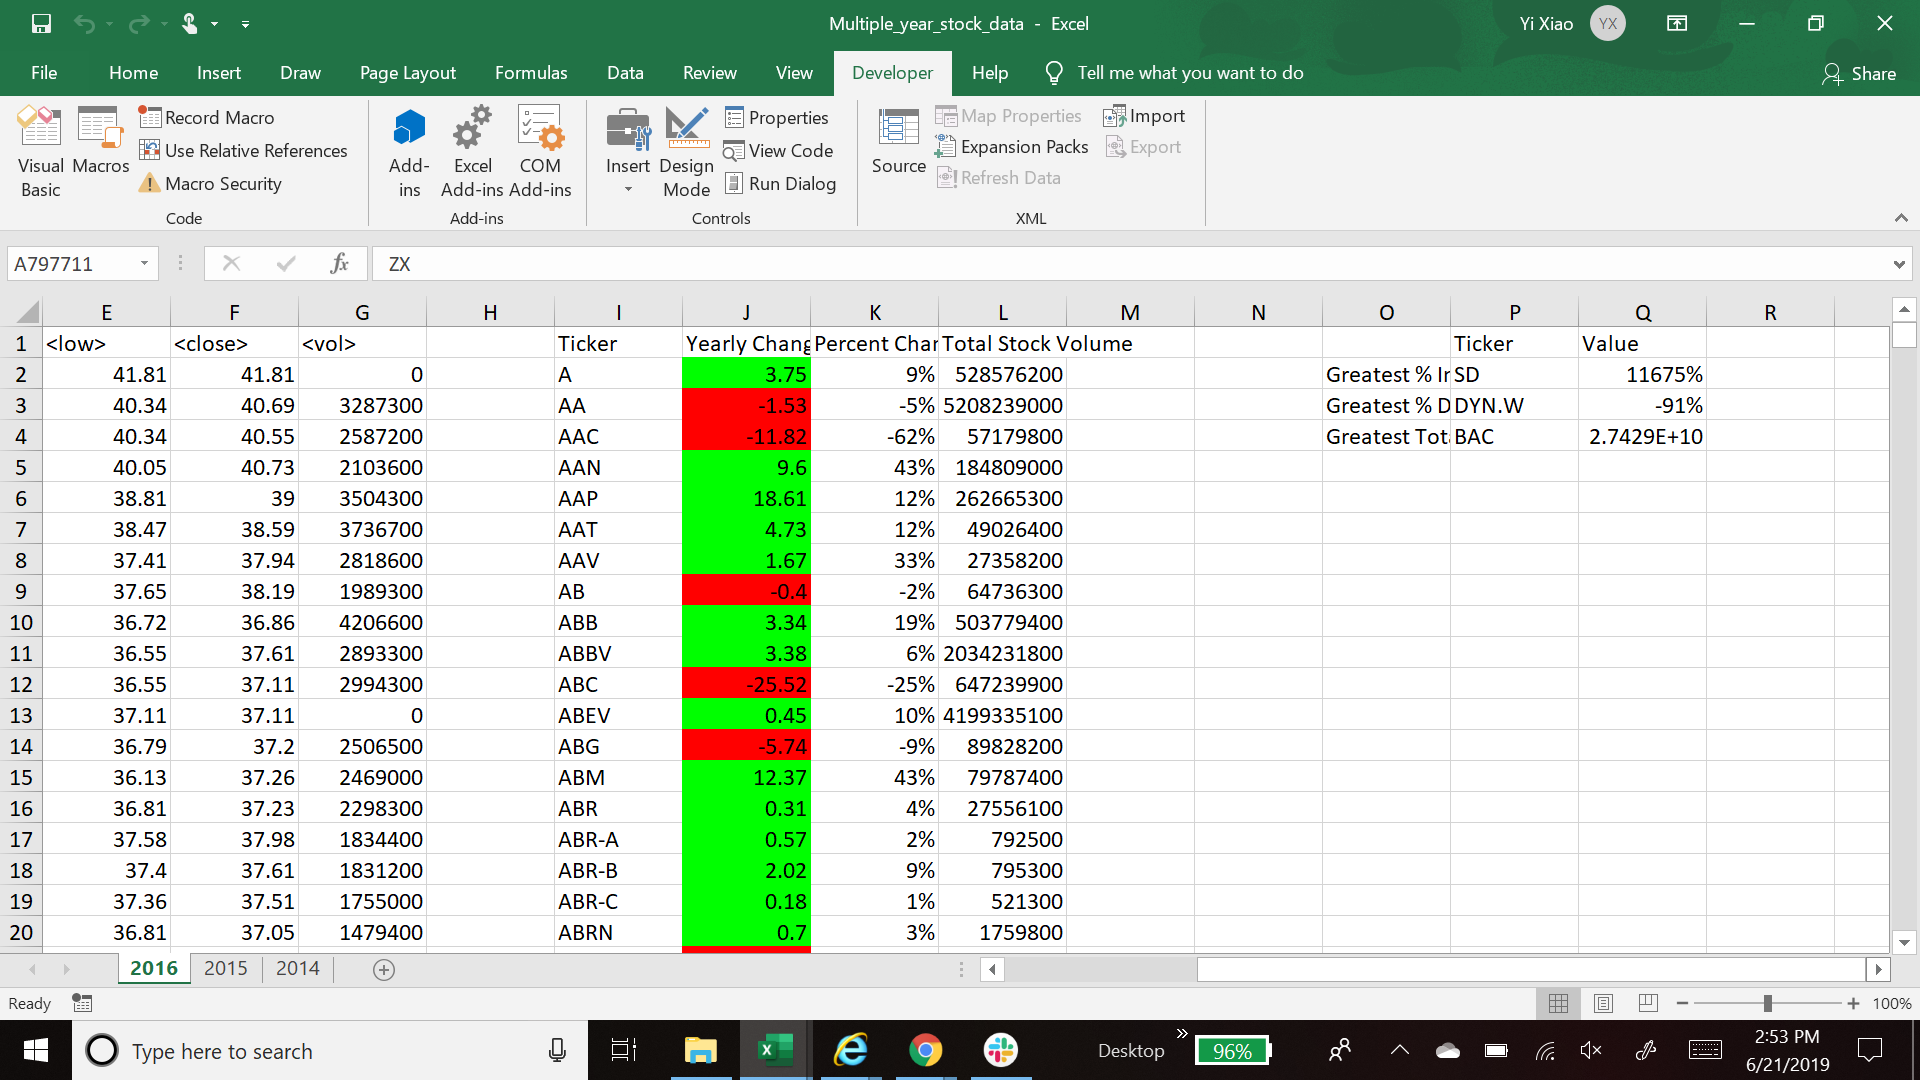 Multiple_year_stock_data - Excel
Yi Xiao YX
File Home Insert Draw Page Layout Formulas Data Review View Developer Help Tell me what you want to do Share
Visual Basic
Macros
Record Macro
Use Relative References
Macro Security
Code
Add-ins
Excel Add-ins
COM Add-ins
Add-ins
Insert
Design Mode
Properties
View Code
Run Dialog
Controls
Source
Map Properties
Expansion Packs
Refresh Data
Import
Export
XML
A797711 fx ZX
E F G H I J K L M N O P Q R
1 <low> <close> <vol> Ticker Yearly Chang Percent Char Total Stock Volume Ticker Value
2 41.81 41.81 0 A 3.75 9% 528576200 Greatest % In SD 11675%
3 40.34 40.69 3287300 AA -1.53 -5% 5208239000 Greatest % D DYN.W -91%
4 40.34 40.55 2587200 AAC -11.82 -62% 57179800 Greatest Tot BAC 2.7429E+10
5 40.05 40.73 2103600 AAN 9.6 43% 184809000
6 38.81 39 3504300 AAP 18.61 12% 262665300
7 38.47 38.59 3736700 AAT 4.73 12% 49026400
8 37.41 37.94 2818600 AAV 1.67 33% 27358200
9 37.65 38.19 1989300 AB -0.4 -2% 64736300
10 36.72 36.86 4206600 ABB 3.34 19% 503779400
11 36.55 37.61 2893300 ABBV 3.38 6% 2034231800
12 36.55 37.11 2994300 ABC -25.52 -25% 647239900
13 37.11 37.11 0 ABEV 0.45 10% 4199335100
14 36.79 37.2 2506500 ABG -5.74 -9% 89828200
15 36.13 37.26 2469000 ABM 12.37 43% 79787400
16 36.81 37.23 2298300 ABR 0.31 4% 27556100
17 37.58 37.98 1834400 ABR-A 0.57 2% 792500
18 37.4 37.61 1831200 ABR-B 2.02 9% 795300
19 37.36 37.51 1755000 ABR-C 0.18 1% 521300
20 36.81 37.05 1479400 ABRN 0.7 3% 1759800
2016 2015 2014
Ready 100%
Type here to search
Desktop
96%
2:53 PM
6/21/2019